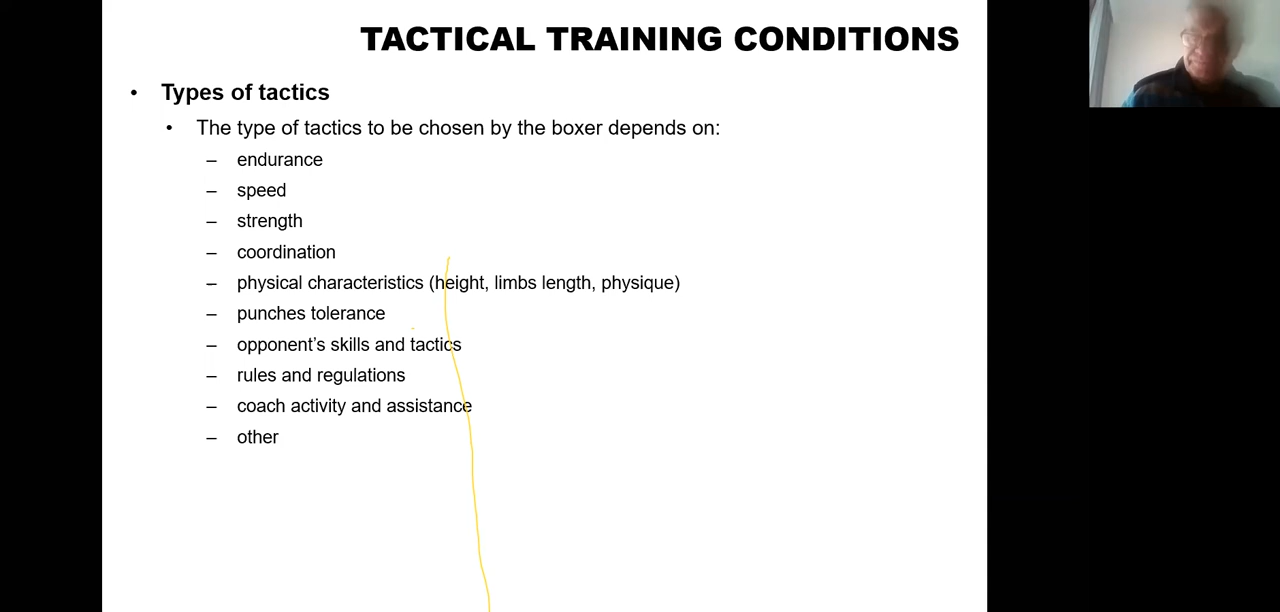 TACTICAL TRAINING CONDITIONS
• Types of tactics
• The type of tactics to be chosen by the boxer depends on:
– endurance
– speed
– strength
– coordination
– physical characteristics (height, limbs length, physique)
– punches tolerance
– opponent’s skills and tactics
– rules and regulations
– coach activity and assistance
– other